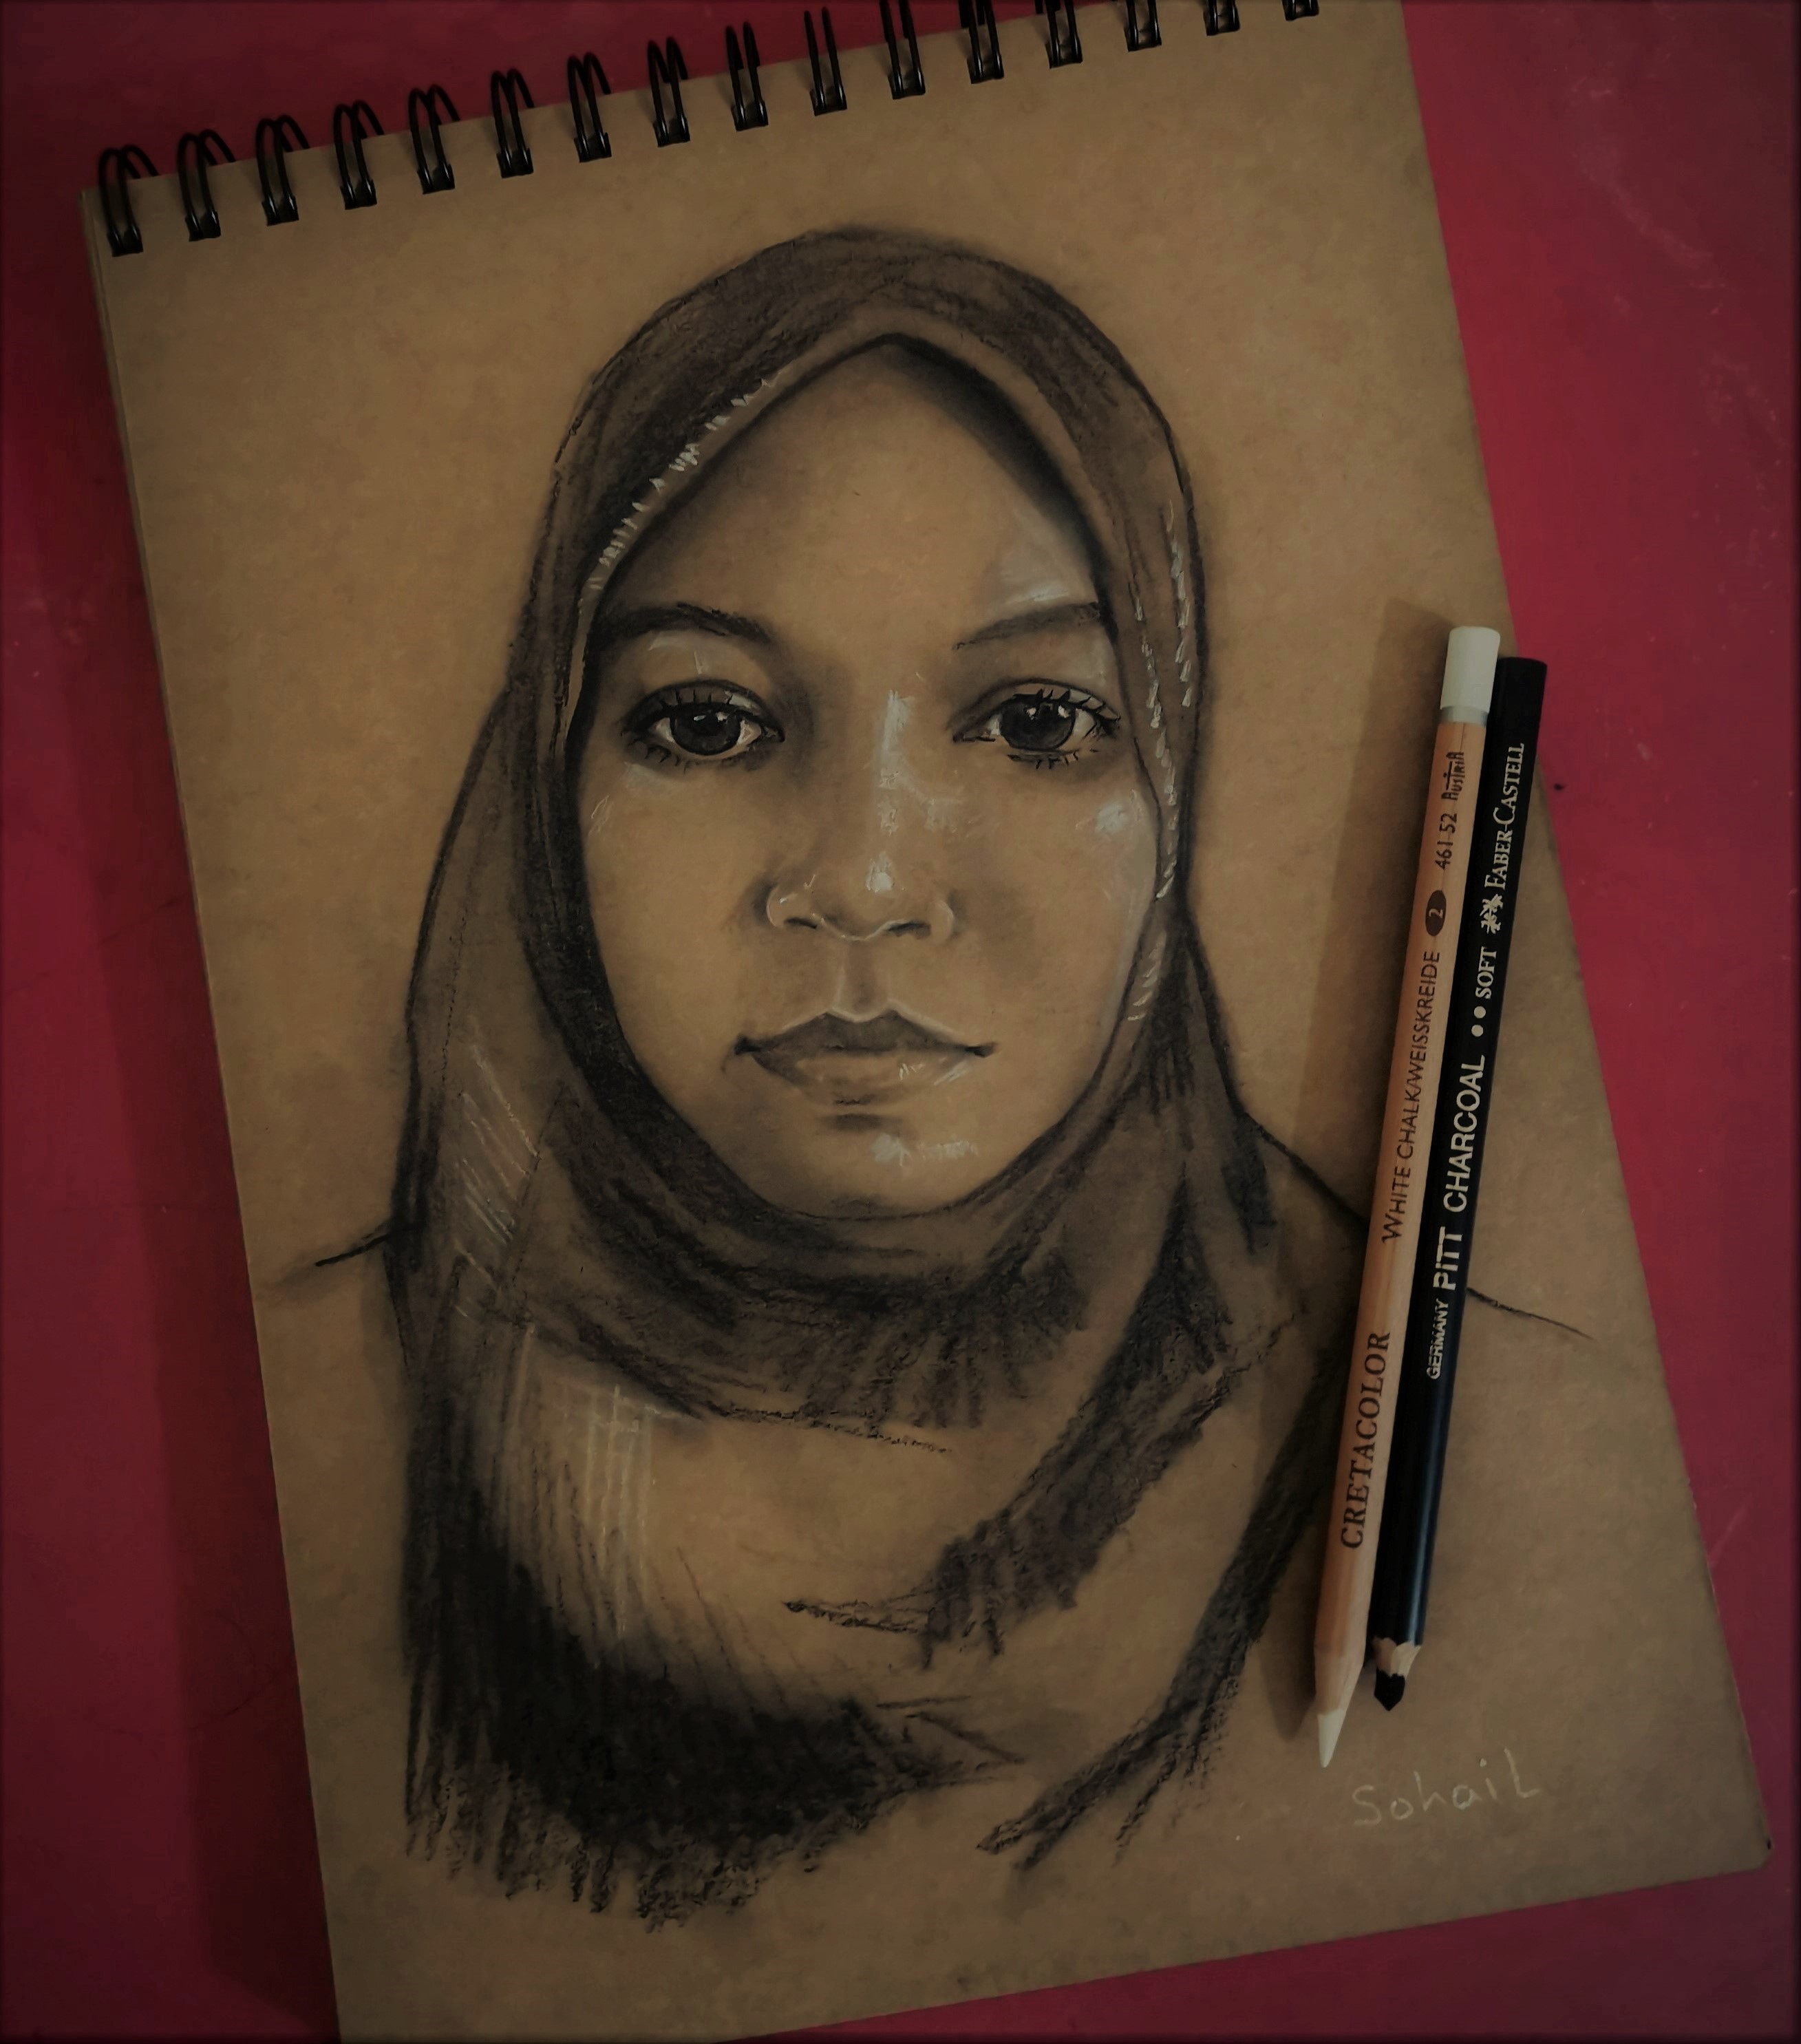 CRETACOLOR WHITE CHALK/WEISSKREIDE 2 461 52 AUSTRIA
GERMANY PITT CHARCOAL SOFT FABER-CASTELL
Sohail